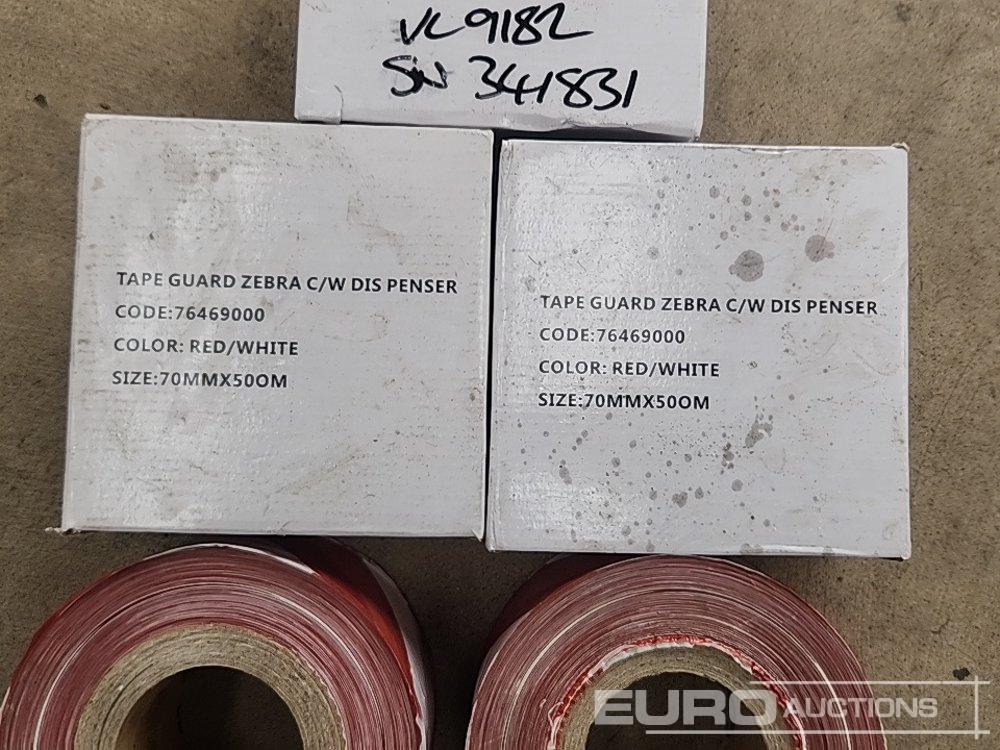 VL9182
SN 341831
TAPE GUARD ZEBRA C/W DIS PENSER
CODE:76469000
COLOR: RED/WHITE
SIZE:70MMX50OM
TAPE GUARD ZEBRA C/W DIS PENSER
CODE:76469000
COLOR: RED/WHITE
SIZE:70MMX50OM
EURO AUCTIONS